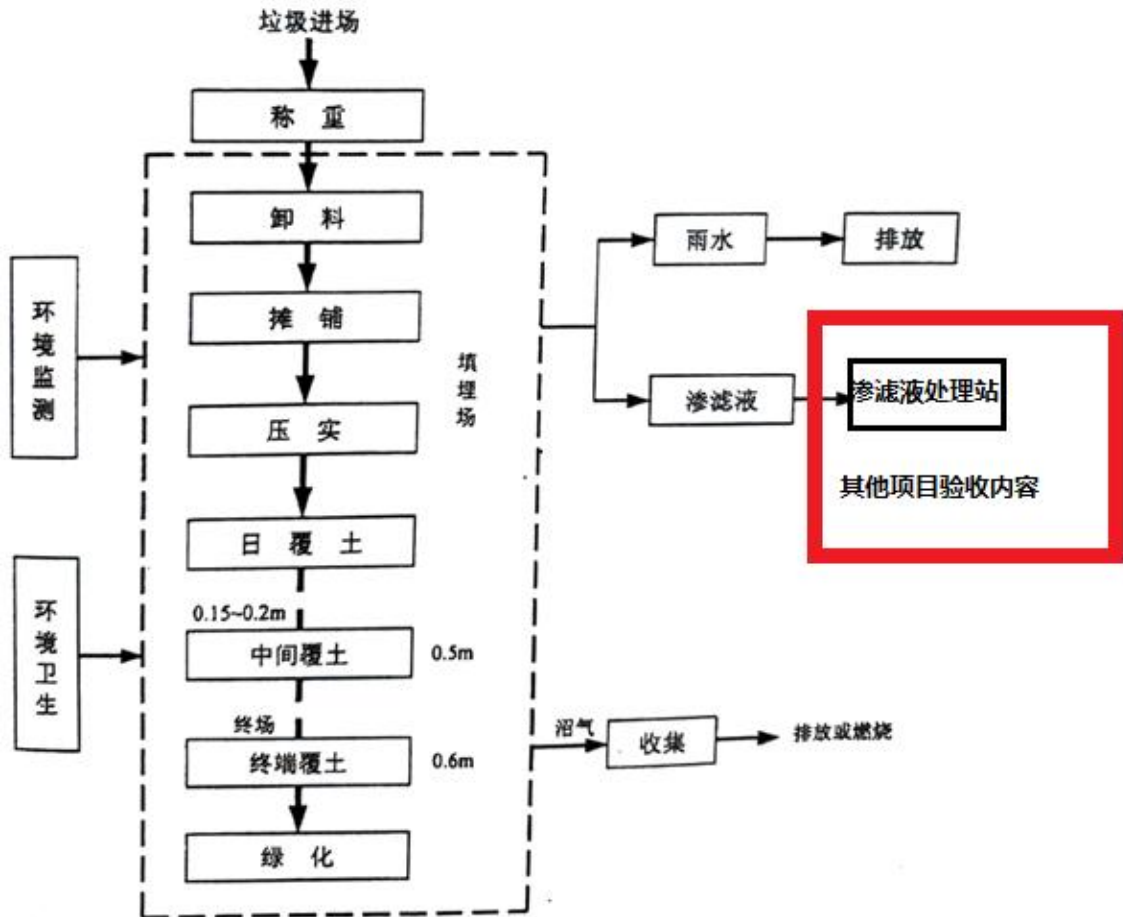 垃圾进场
称重
卸料
摊铺
压实
日覆土
0.15~0.2m
中间覆土
0.5m
终场
终端覆土
0.6m
绿化
填埋场
环境监测
环境卫生
雨水
排放
渗滤液
渗滤液处理站
其他项目验收内容
沼气
收集
排放或燃烧